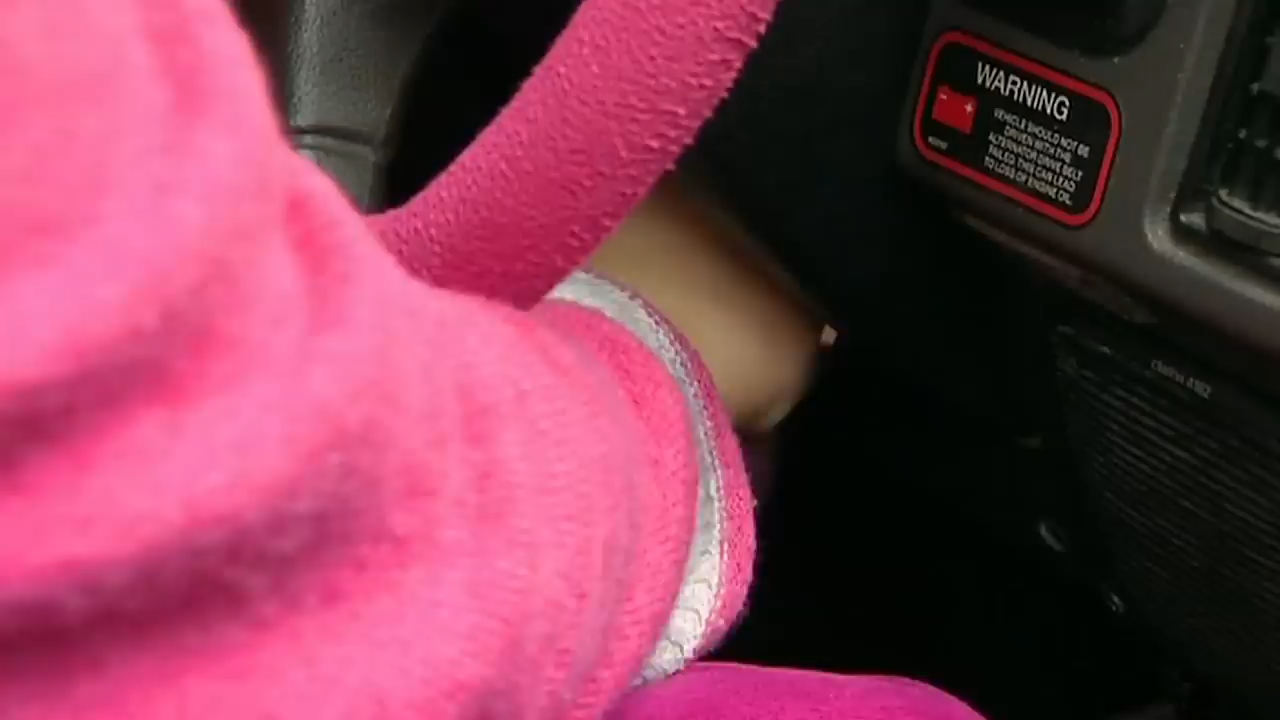 WARNING
VEHICLE SHOULD NOT BE
DRIVEN WITH THE
ALTERNATOR DRIVE BELT
FAILED. THIS CAN LEAD
TO LOSS OF ENGINE OIL.